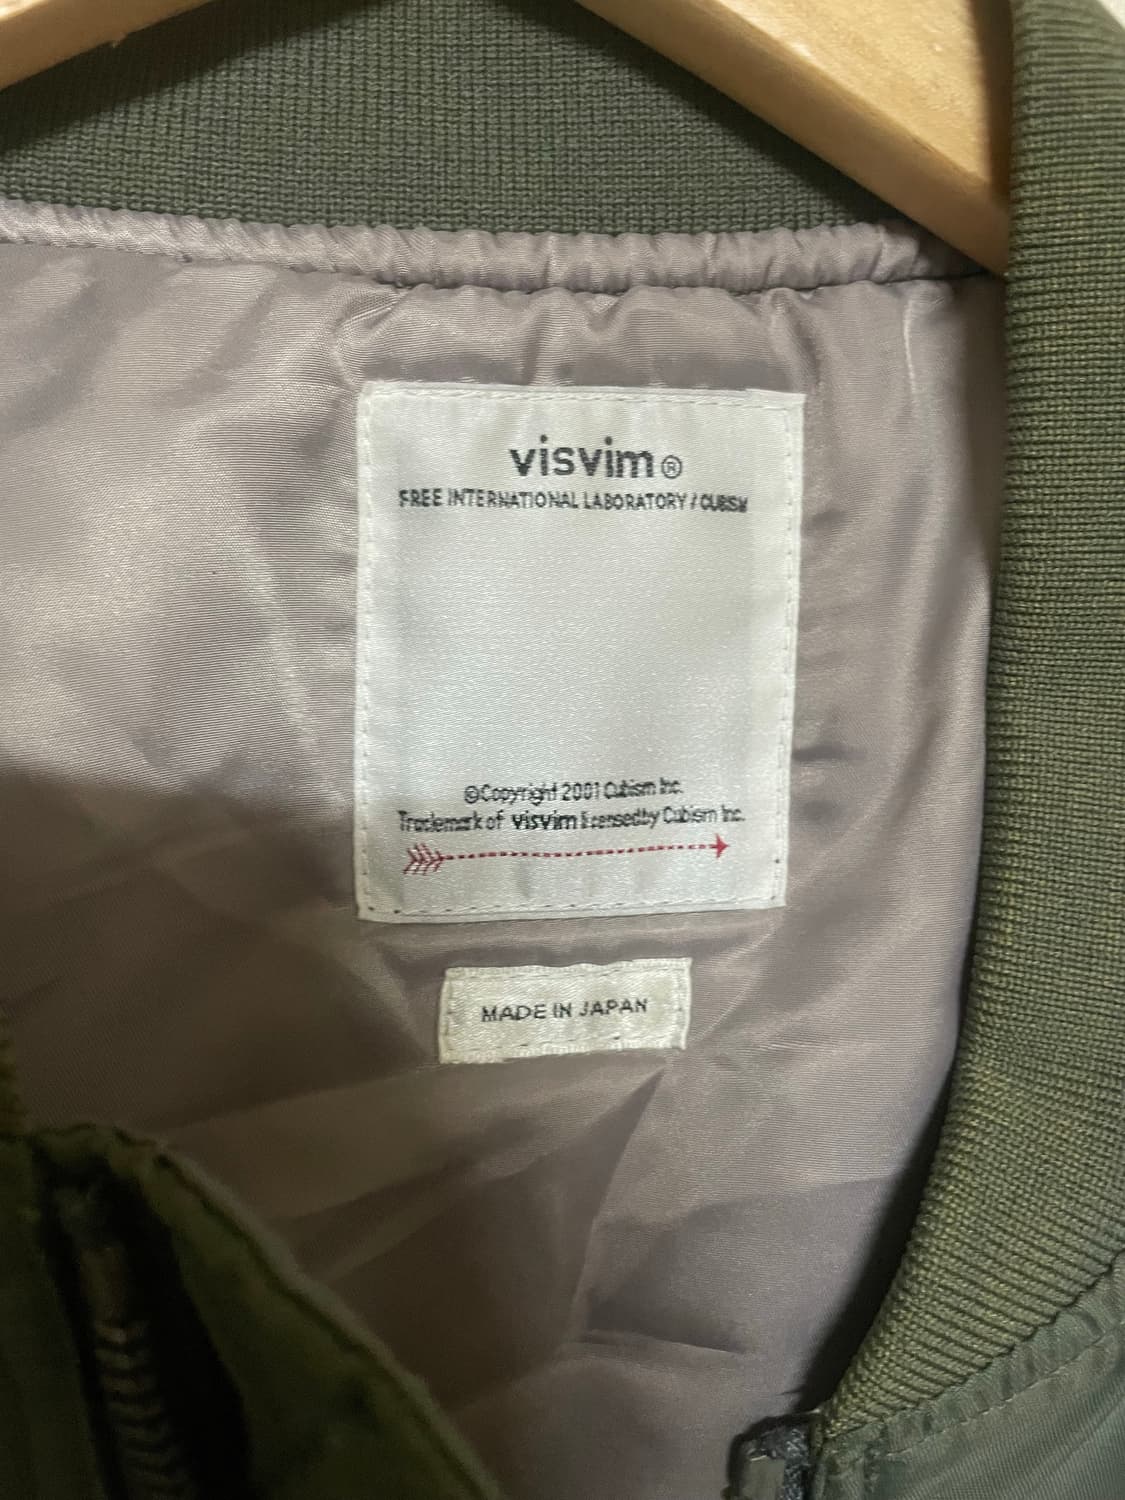 visvim®
FREE INTERNATIONAL LABORATORY / CUBISM
©Copyright 2001 Cubism Inc.
Trademark of visvim licensed by Cubism Inc.
MADE IN JAPAN